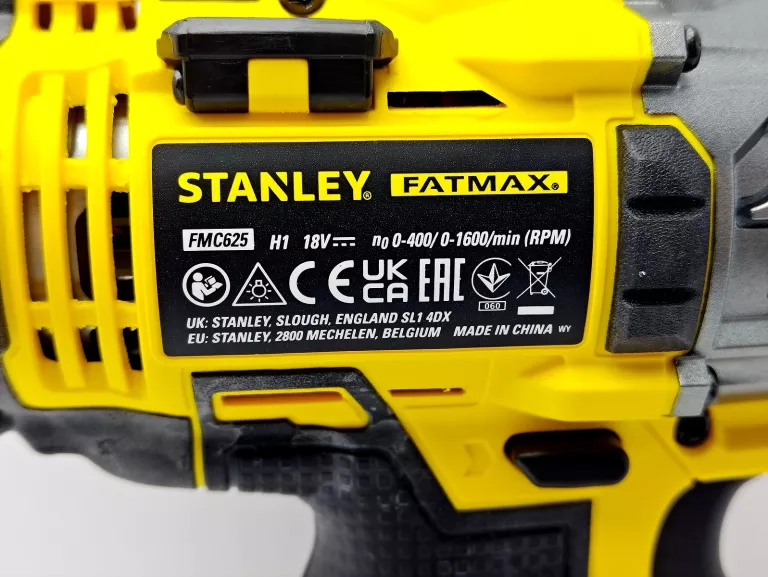 STANLEY® FATMAX®
FMC625 H1 18V⎓ n₀ 0-400/ 0-1600/min (RPM)
CE UK CA EAC
060
UK: STANLEY, SLOUGH, ENGLAND SL1 4DX
EU: STANLEY, 2800 MECHELEN, BELGIUM MADE IN CHINA WY